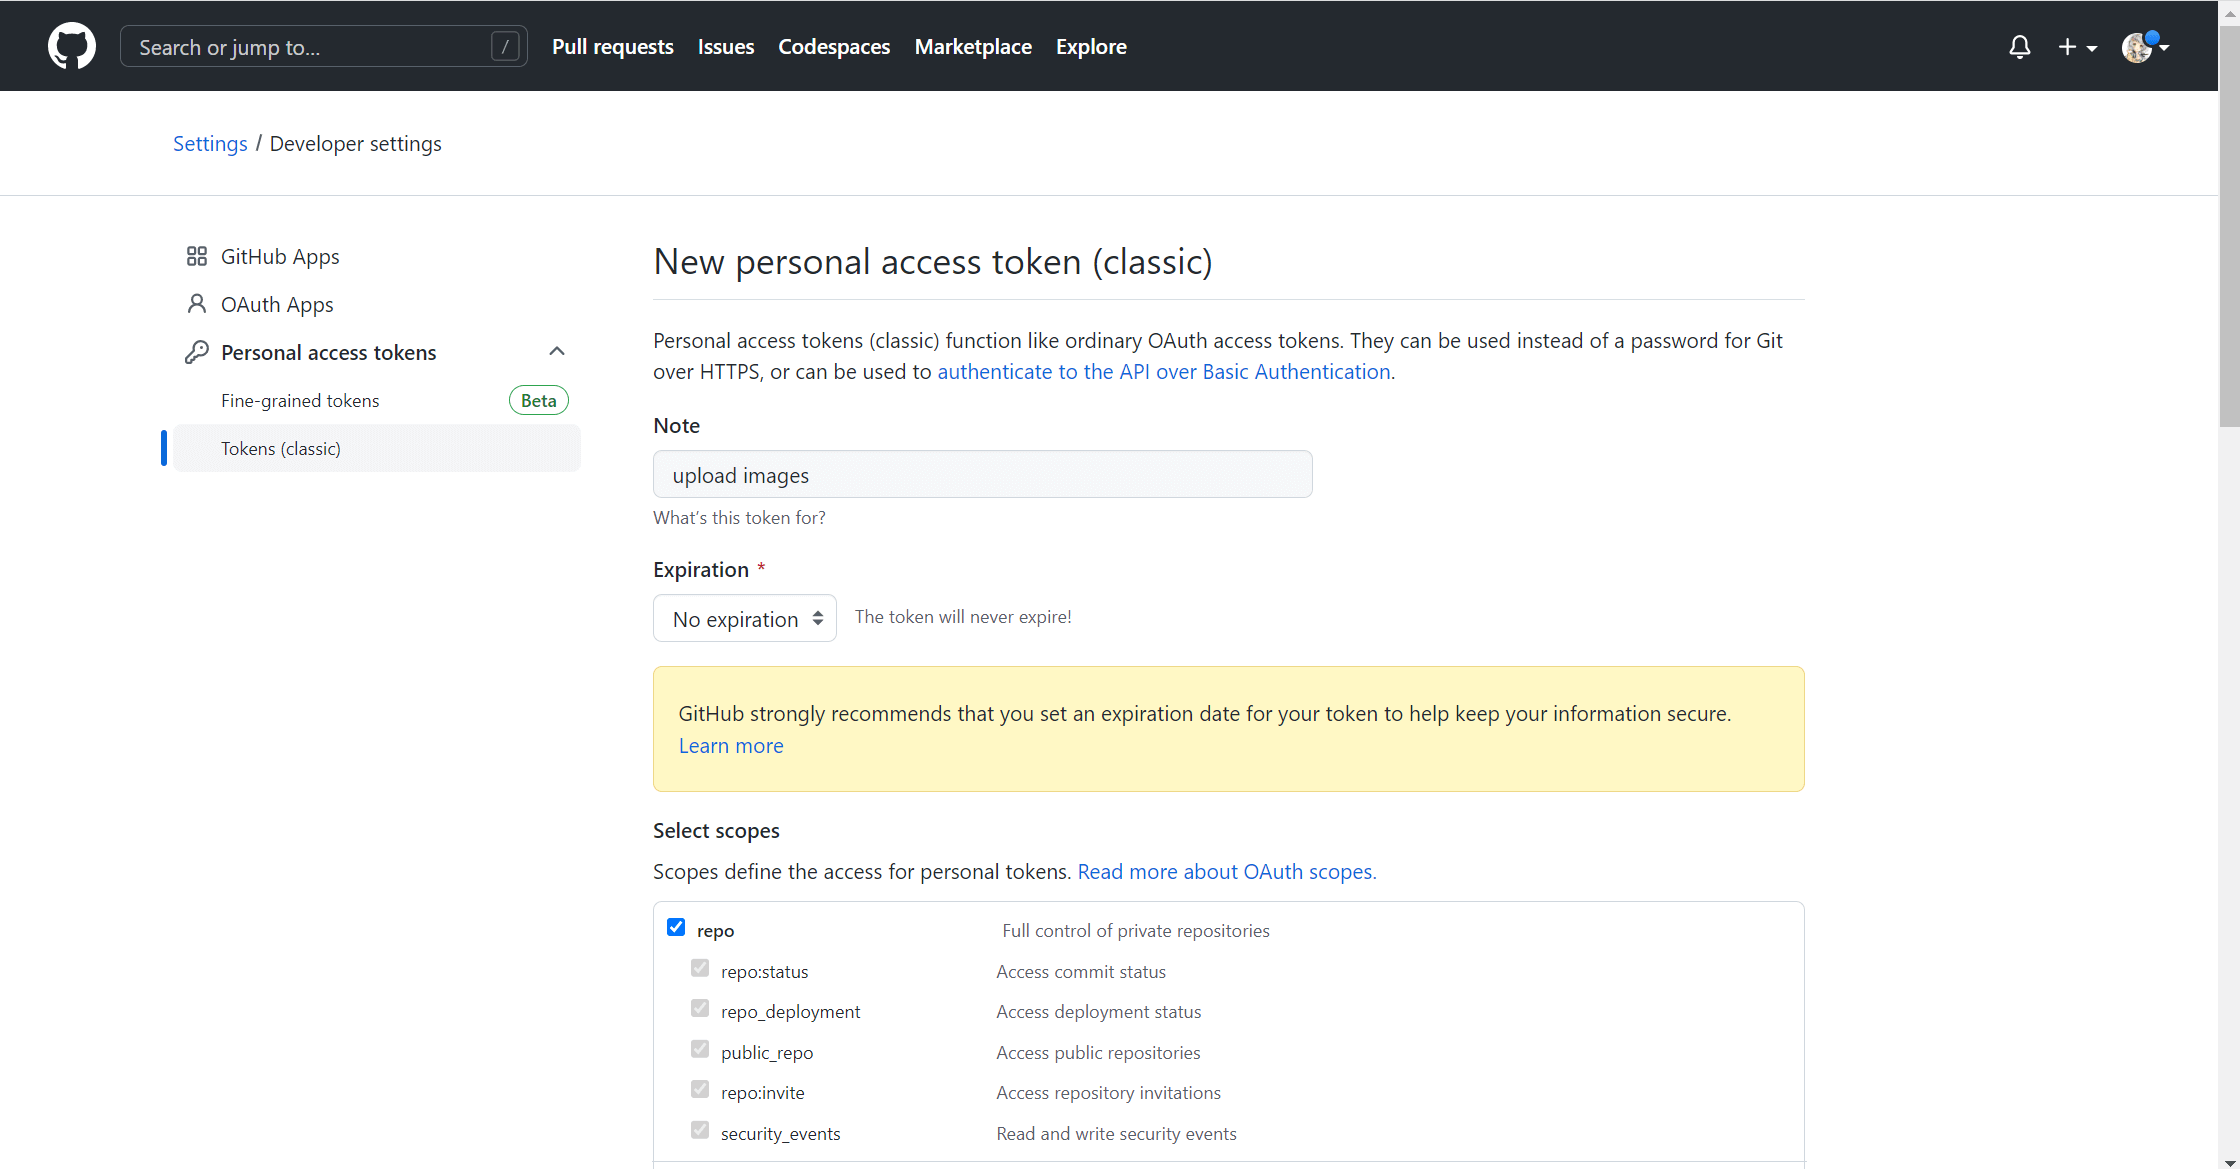 Search or jump to...
/
Pull requests
Issues
Codespaces
Marketplace
Explore
Settings / Developer settings
GitHub Apps
OAuth Apps
Personal access tokens
Fine-grained tokens
Beta
Tokens (classic)
New personal access token (classic)
Personal access tokens (classic) function like ordinary OAuth access tokens. They can be used instead of a password for Git
over HTTPS, or can be used to authenticate to the API over Basic Authentication.
Note
upload images
What's this token for?
Expiration *
No expiration
The token will never expire!
GitHub strongly recommends that you set an expiration date for your token to help keep your information secure.
Learn more
Select scopes
Scopes define the access for personal tokens. Read more about OAuth scopes.
repo Full control of private repositories
repo:status Access commit status
repo_deployment Access deployment status
public_repo Access public repositories
repo:invite Access repository invitations
security_events Read and write security events